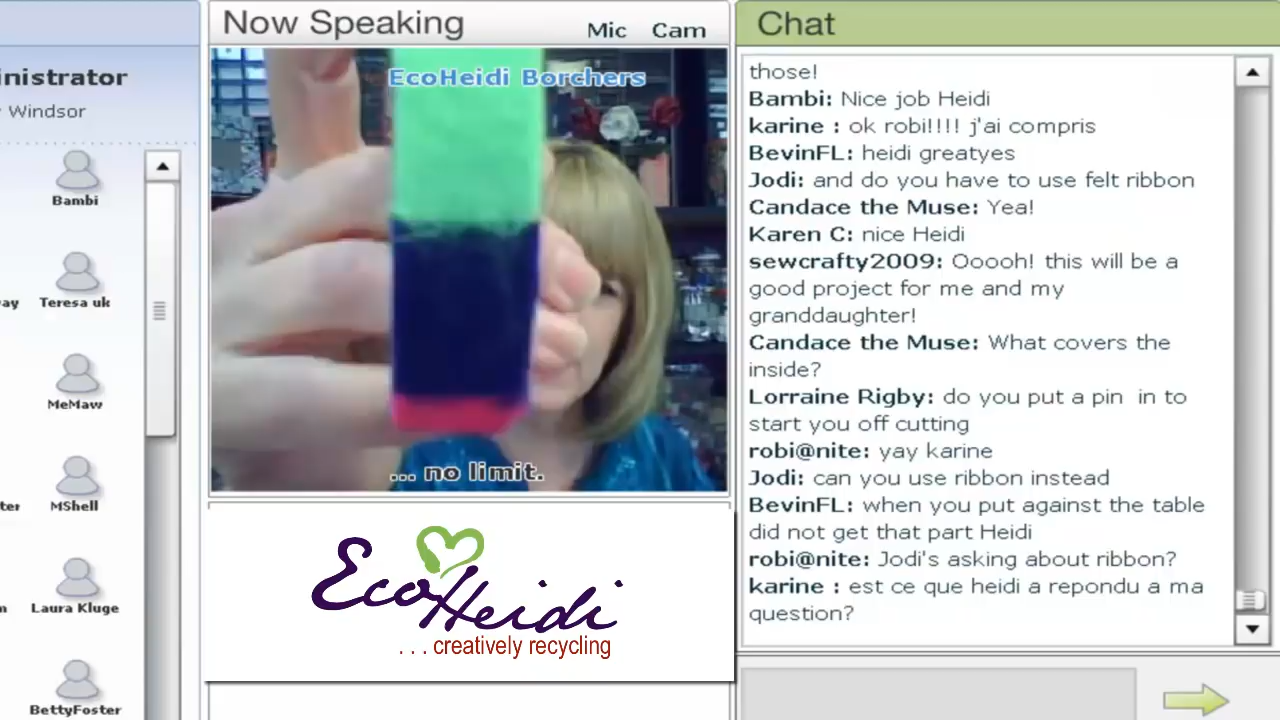 inistrator
Windsor
Bambi
Teresa uk
ay
MeMaw
MShell
ter
Laura Kluge
BettyFoster
Now Speaking
Mic Cam
EcoHeidi Borchers
... no limit.
EcoHeidi
. . . creatively recycling
Chat
those!
Bambi: Nice job Heidi
karine : ok robi!!!! j'ai compris
BevinFL: heidi greatyes
Jodi: and do you have to use felt ribbon
Candace the Muse: Yea!
Karen C: nice Heidi
sewcrafty2009: Ooooh! this will be a
good project for me and my
granddaughter!
Candace the Muse: What covers the
inside?
Lorraine Rigby: do you put a pin in to
start you off cutting
robi@nite: yay karine
Jodi: can you use ribbon instead
BevinFL: when you put against the table
did not get that part Heidi
robi@nite: Jodi's asking about ribbon?
karine : est ce que heidi a repondu a ma
question?